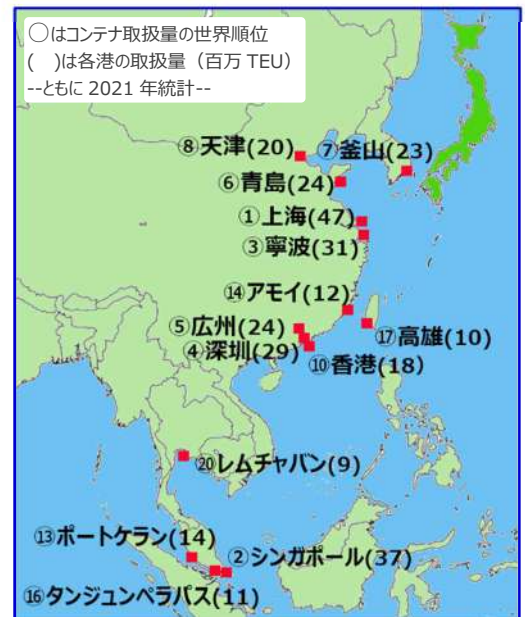 ○はコンテナ取扱量の世界順位
( )は各港の取扱量（百万 TEU）
--ともに 2021 年統計--
⑧天津(20)
⑦釜山(23)
⑥青島(24)
①上海(47)
③寧波(31)
⑭アモイ(12)
⑤広州(24)
⑰高雄(10)
④深圳(29)
⑩香港(18)
⑳レムチャバン(9)
⑬ポートケラン(14)
②シンガポール(37)
⑯タンジュンペラパス(11)